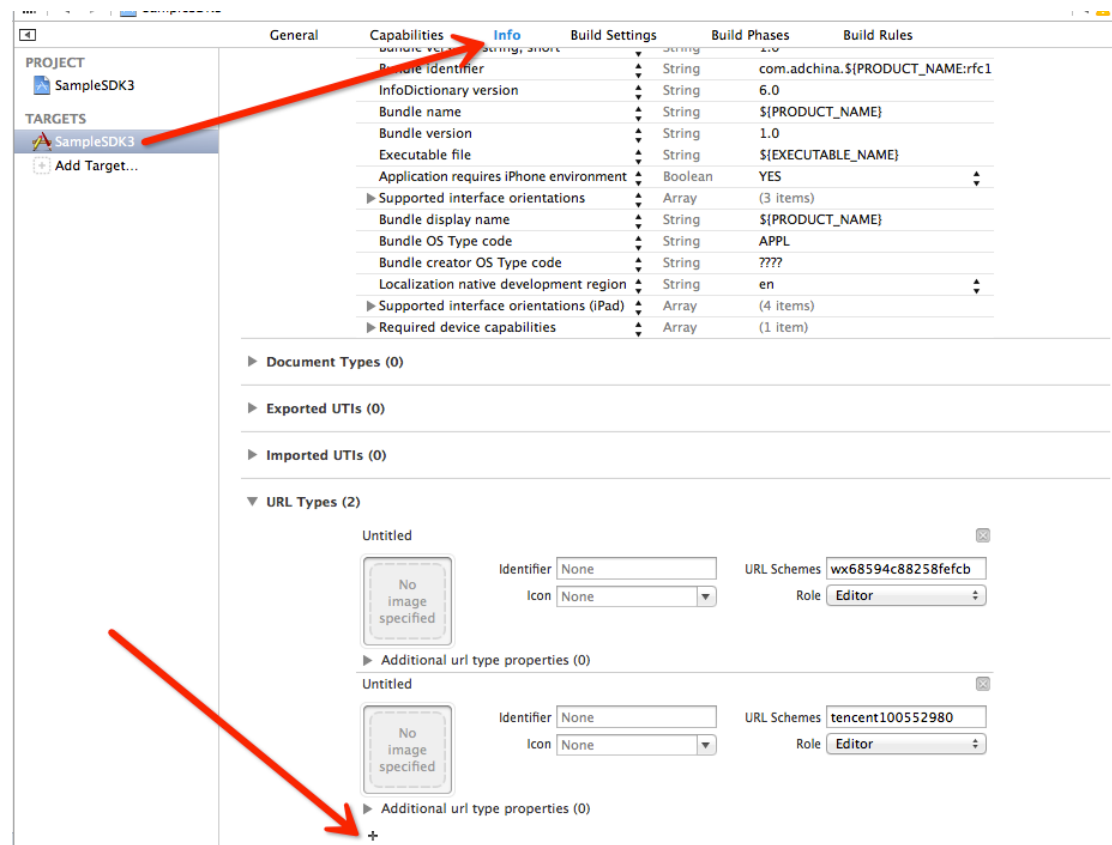 General Capabilities Info Build Settings Build Phases Build Rules
PROJECT
SampleSDK3
TARGETS
SampleSDK3
Add Target...
Bundle identifier String com.adchina.${PRODUCT_NAME:rfc1
InfoDictionary version String 6.0
Bundle name String ${PRODUCT_NAME}
Bundle version String 1.0
Executable file String ${EXECUTABLE_NAME}
Application requires iPhone environment Boolean YES
Supported interface orientations Array (3 items)
Bundle display name String ${PRODUCT_NAME}
Bundle OS Type code String APPL
Bundle creator OS Type code String ????
Localization native development region String en
Supported interface orientations (iPad) Array (4 items)
Required device capabilities Array (1 item)
Document Types (0)
Exported UTIs (0)
Imported UTIs (0)
URL Types (2)
Untitled
No
image
specified
Identifier None URL Schemes wx68594c88258fefcb
Icon None Role Editor
Additional url type properties (0)
Untitled
No
image
specified
Identifier None URL Schemes tencent100552980
Icon None Role Editor
Additional url type properties (0)